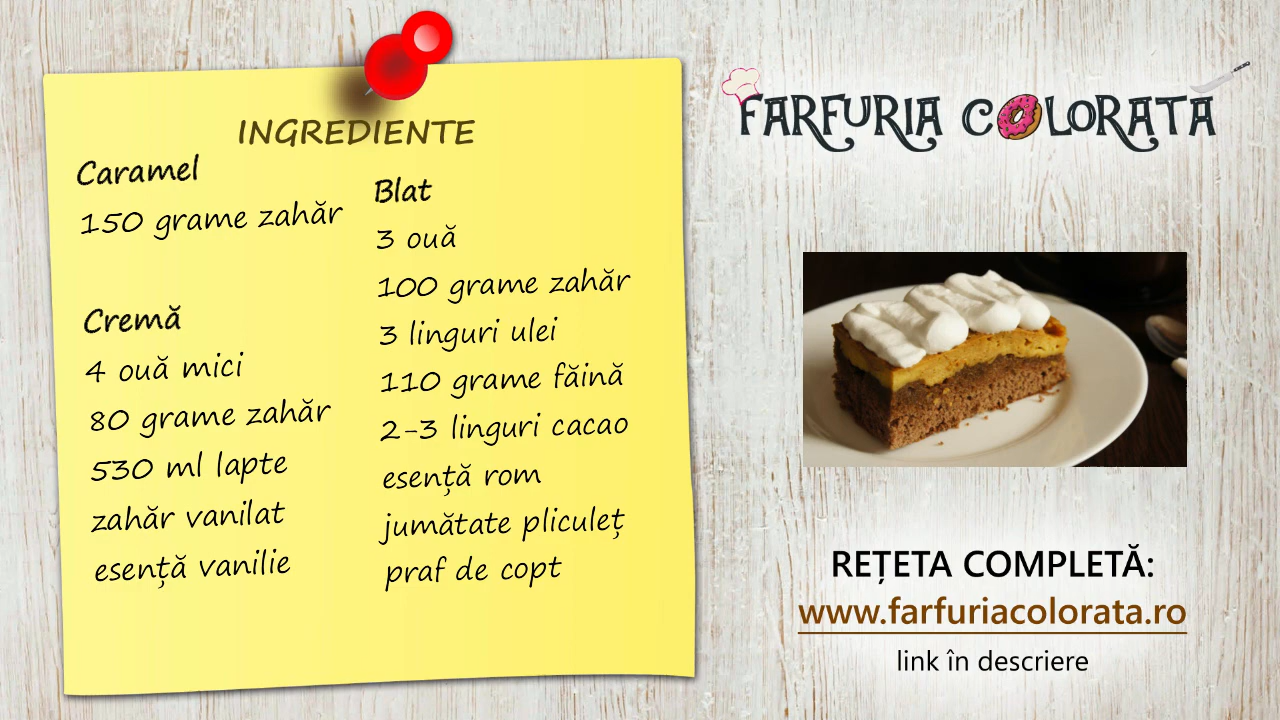 INGREDIENTE
Caramel
150 grame zahăr
Cremă
4 ouă mici
80 grame zahăr
530 ml lapte
zahăr vanilat
esență vanilie
Blat
3 ouă
100 grame zahăr
3 linguri ulei
110 grame făină
2-3 linguri cacao
esență rom
jumătate pliculeț
praf de copt
FARFURIA COLORATA
REȚETA COMPLETĂ:
www.farfuriacolorata.ro
link în descriere